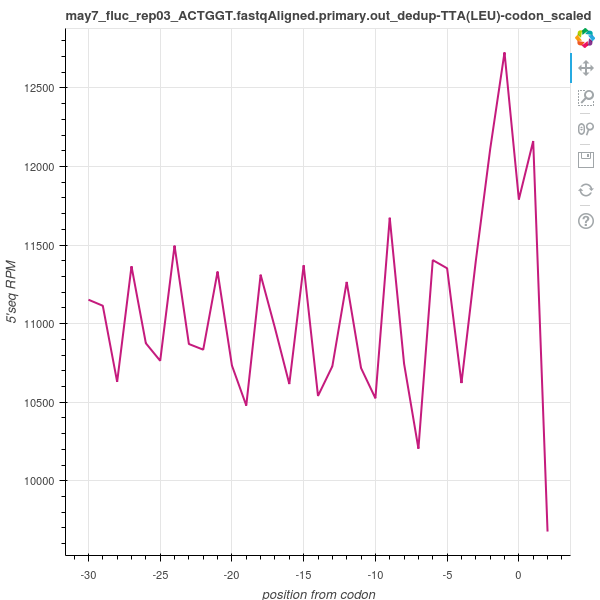 may7_fluc_rep03_ACTGGT.fastqAligned.primary.out_dedup-TTA(LEU)-codon_scaled
12500
12000
11500
11000
10500
10000
5'seq RPM
-30 -25 -20 -15 -10 -5 0
position from codon